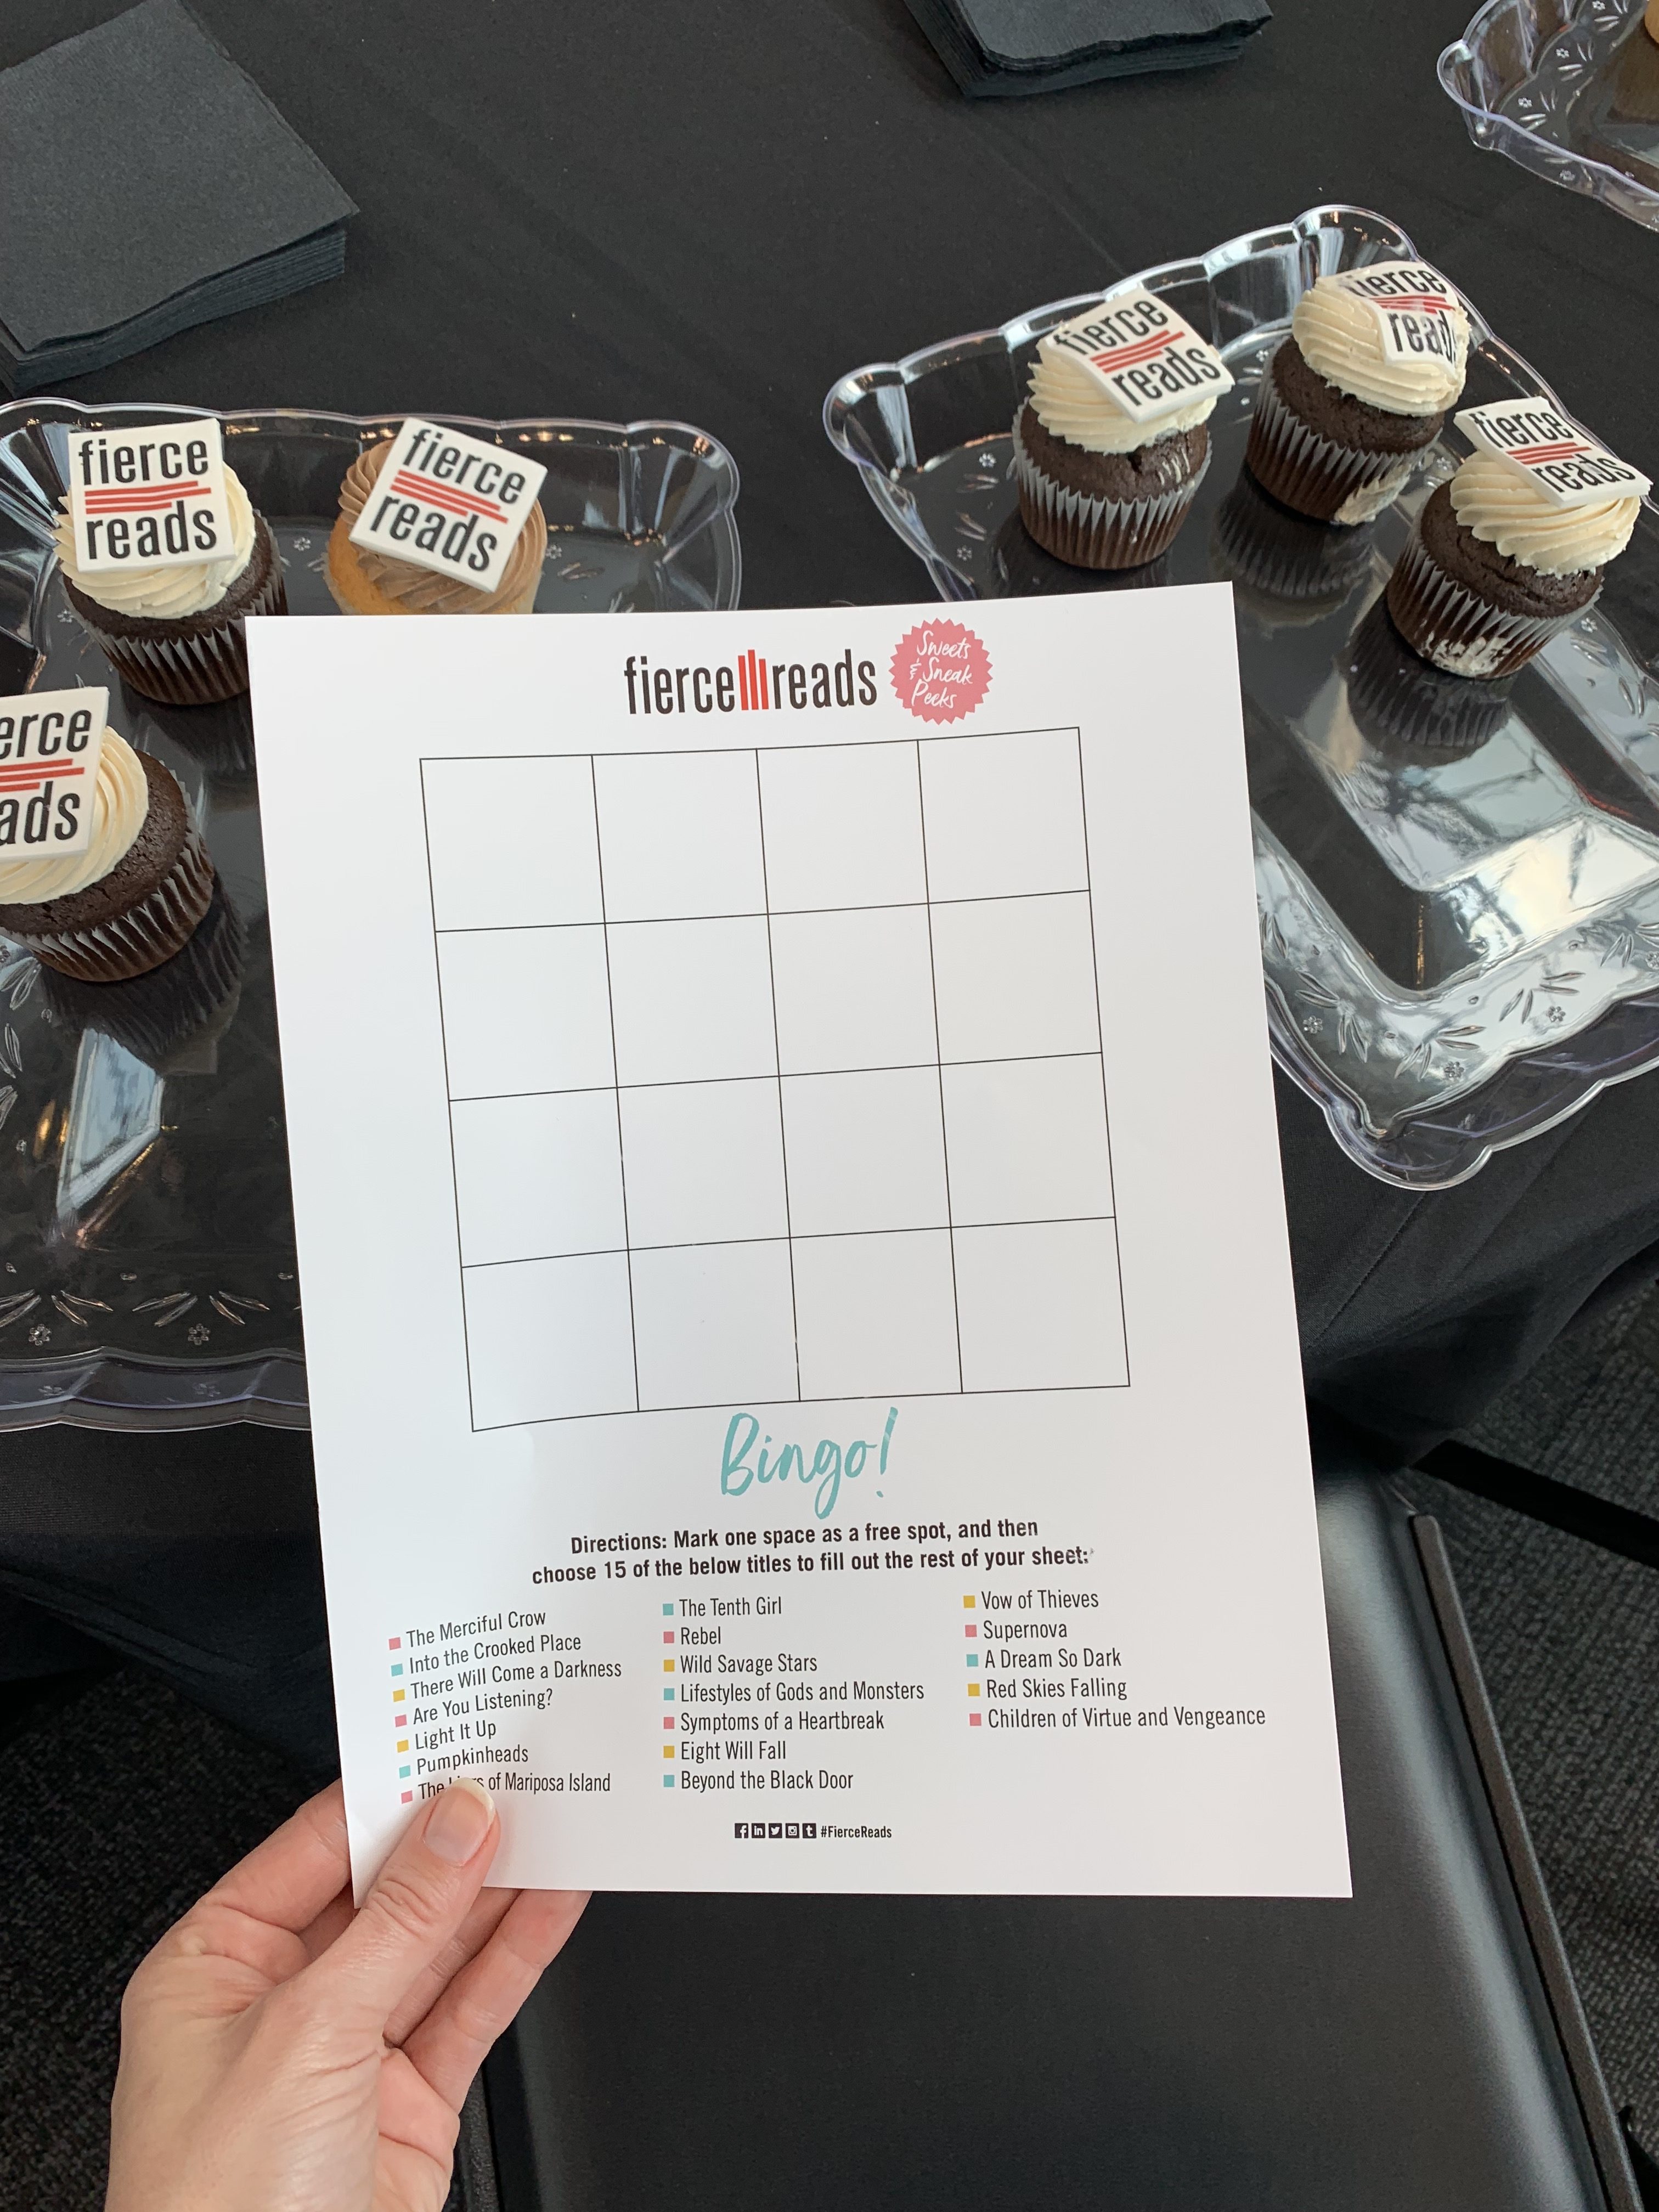 fierce
reads
fierce
reads
fierce
reads
fierce
reads
fierce
reads
fierce reads
Sweets
& Sneak
Peeks
Bingo!
Directions: Mark one space as a free spot, and then
choose 15 of the below titles to fill out the rest of your sheet:
The Merciful Crow
Into the Crooked Place
There Will Come a Darkness
Are You Listening?
Light It Up
Pumpkinheads
The of Mariposa Island
The Tenth Girl
Rebel
Wild Savage Stars
Lifestyles of Gods and Monsters
Symptoms of a Heartbreak
Eight Will Fall
Beyond the Black Door
Vow of Thieves
Supernova
A Dream So Dark
Red Skies Falling
Children of Virtue and Vengeance
#FierceReads